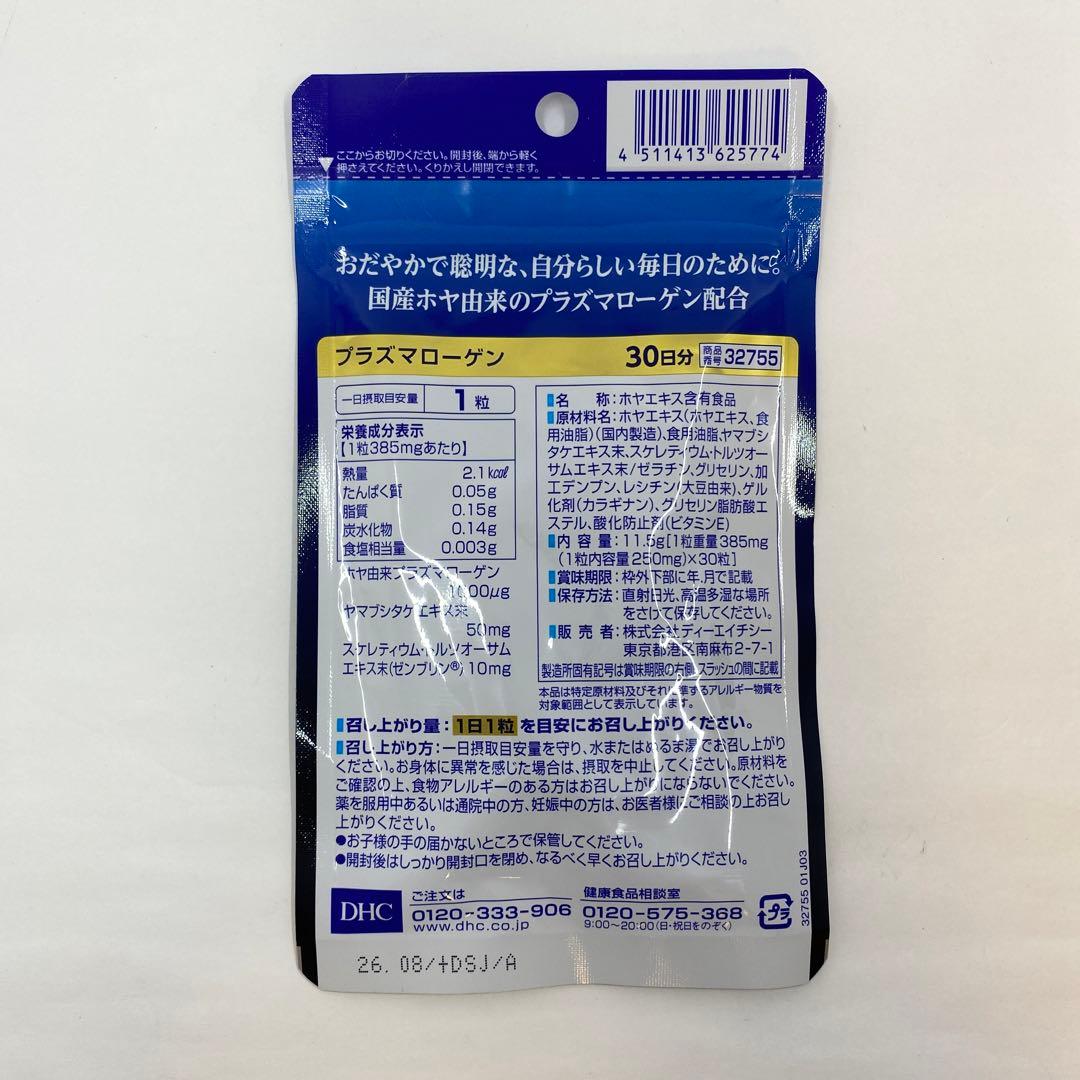 ここからお切りください。開封後、端から軽く
押さえてください。くりかえし開閉できます。
4 511413 625774
おだやかで聡明な、自分らしい毎日のために。
国産ホヤ由来のプラズマローゲン配合
プラズマローゲン 30日分 商品番号 32755
一日摂取目安量 1粒
栄養成分表示
【1粒385mgあたり】
熱量 2.1kcal
たんぱく質 0.05g
脂質 0.15g
炭水化物 0.14g
食塩相当量 0.003g
ホヤ由来プラズマローゲン
1000μg
ヤマブシタケエキス末
50mg
スケレティウム・トルツオーサム
エキス末(ゼンブリン®) 10mg
名 称:ホヤエキス含有食品
原材料名:ホヤエキス(ホヤエキス、食
用油脂)(国内製造)、食用油脂、ヤマブシ
タケエキス末、スケレティウム・トルツオー
サムエキス末/ゼラチン、グリセリン、加
工デンプン、レシチン(大豆由来)、ゲル
化剤(カラギナン)、グリセリン脂肪酸エ
ステル、酸化防止剤(ビタミンE)
内 容 量:11.5g[1粒重量385mg
(1粒内容量250mg)×30粒]
賞味期限:枠外下部に年.月で記載
保存方法:直射日光、高温多湿な場所
をさけて保存してください。
販 売 者:株式会社ディーエイチシー
東京都港区南麻布2-7-1
製造所固有記号は賞味期限の右側、スラッシュの間に記載
本品は特定原材料及びそれに準ずるアレルギー物質を
対象範囲として表示しています。
召し上がり量:1日1粒を目安にお召し上がりください。
召し上がり方:一日摂取目安量を守り、水またはぬるま湯でお召し上がり
ください。お身体に異常を感じた場合は、摂取を中止してください。原材料を
ご確認の上、食物アレルギーのある方はお召し上がりにならないでください。
薬を服用中あるいは通院中の方、妊娠中の方は、お医者様にご相談の上お召し
上がりください。
●お子様の手の届かないところで保管してください。
●開封後はしっかり開封口を閉め、なるべく早くお召し上がりください。
DHC
ご注文は
0120-333-906
www.dhc.co.jp
健康食品相談室
0120-575-368
9:00〜20:00(日・祝日をのぞく)
プラ
32755 01J03
26.08/+DSJ/A